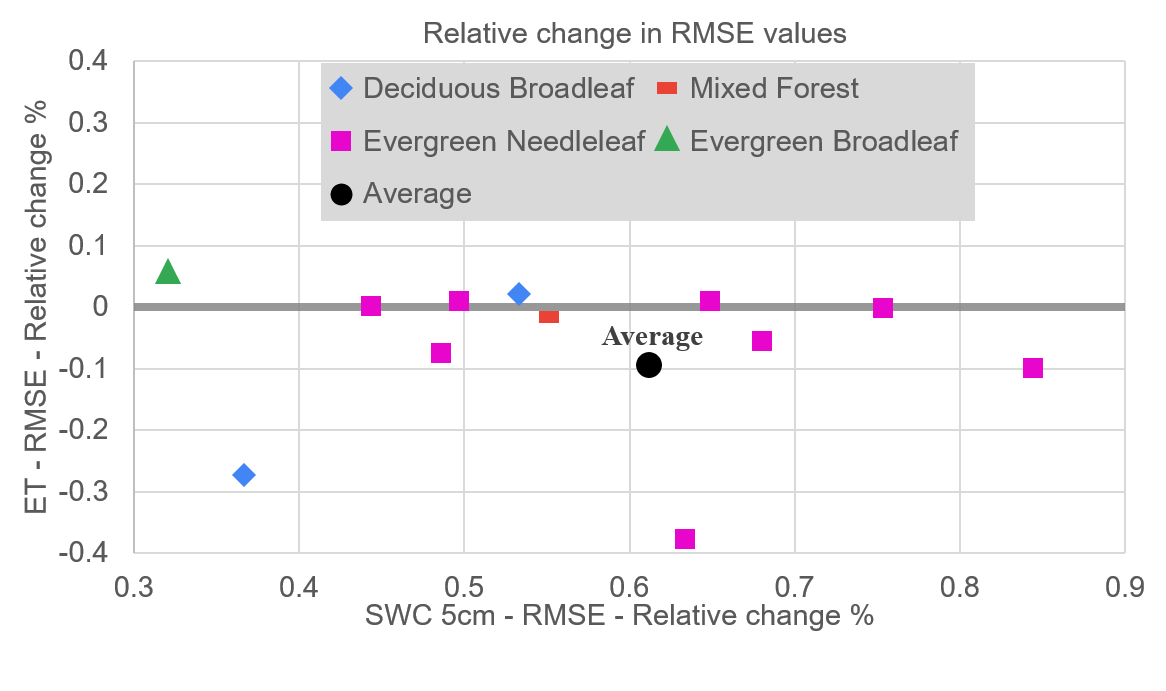 Relative change in RMSE values
Deciduous Broadleaf Mixed Forest
Evergreen Needleleaf Evergreen Broadleaf
Average
ET - RMSE - Relative change %
0.4
0.3
0.2
0.1
0
-0.1
-0.2
-0.3
-0.4
Average
0.3 0.4 0.5 0.6 0.7 0.8 0.9
SWC 5cm - RMSE - Relative change %